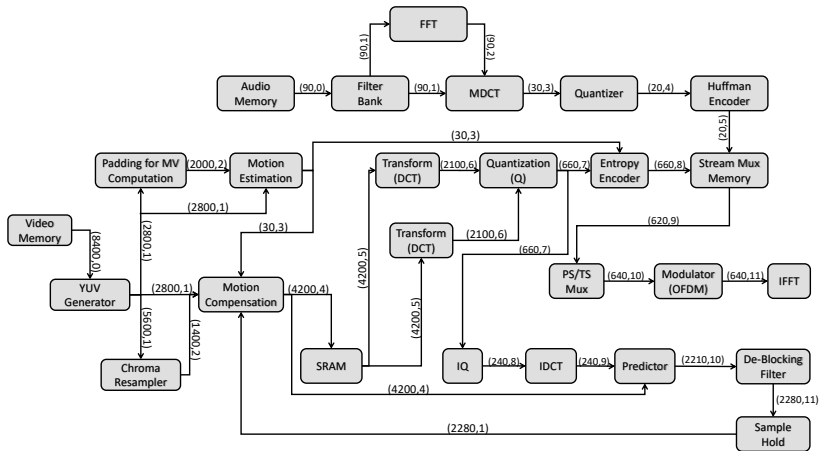 FFT
(90,1)
(90,2)
Audio
Memory
(90,0)
Filter
Bank
(90,1)
MDCT
(30,3)
Quantizer
(20,4)
Huffman
Encoder
(20,5)
(30,3)
Padding for MV
Computation
(2000,2)
Motion
Estimation
Transform
(DCT)
(2100,6)
Quantization
(Q)
(660,7)
Entropy
Encoder
(660,8)
Stream Mux
Memory
(2800,1)
(2800,1)
(30,3)
Video
Memory
(8400,0)
Transform
(DCT)
(2100,6)
(660,7)
(620,9)
(4200,5)
(4200,5)
YUV
Generator
(2800,1)
Motion
Compensation
(4200,4)
PS/TS
Mux
(640,10)
Modulator
(OFDM)
(640,11)
IFFT
(5600,1)
(1400,2)
Chroma
Resampler
SRAM
IQ
(240,8)
IDCT
(240,9)
Predictor
(2210,10)
De-Blocking
Filter
(4200,4)
(2280,11)
(2280,1)
Sample
Hold